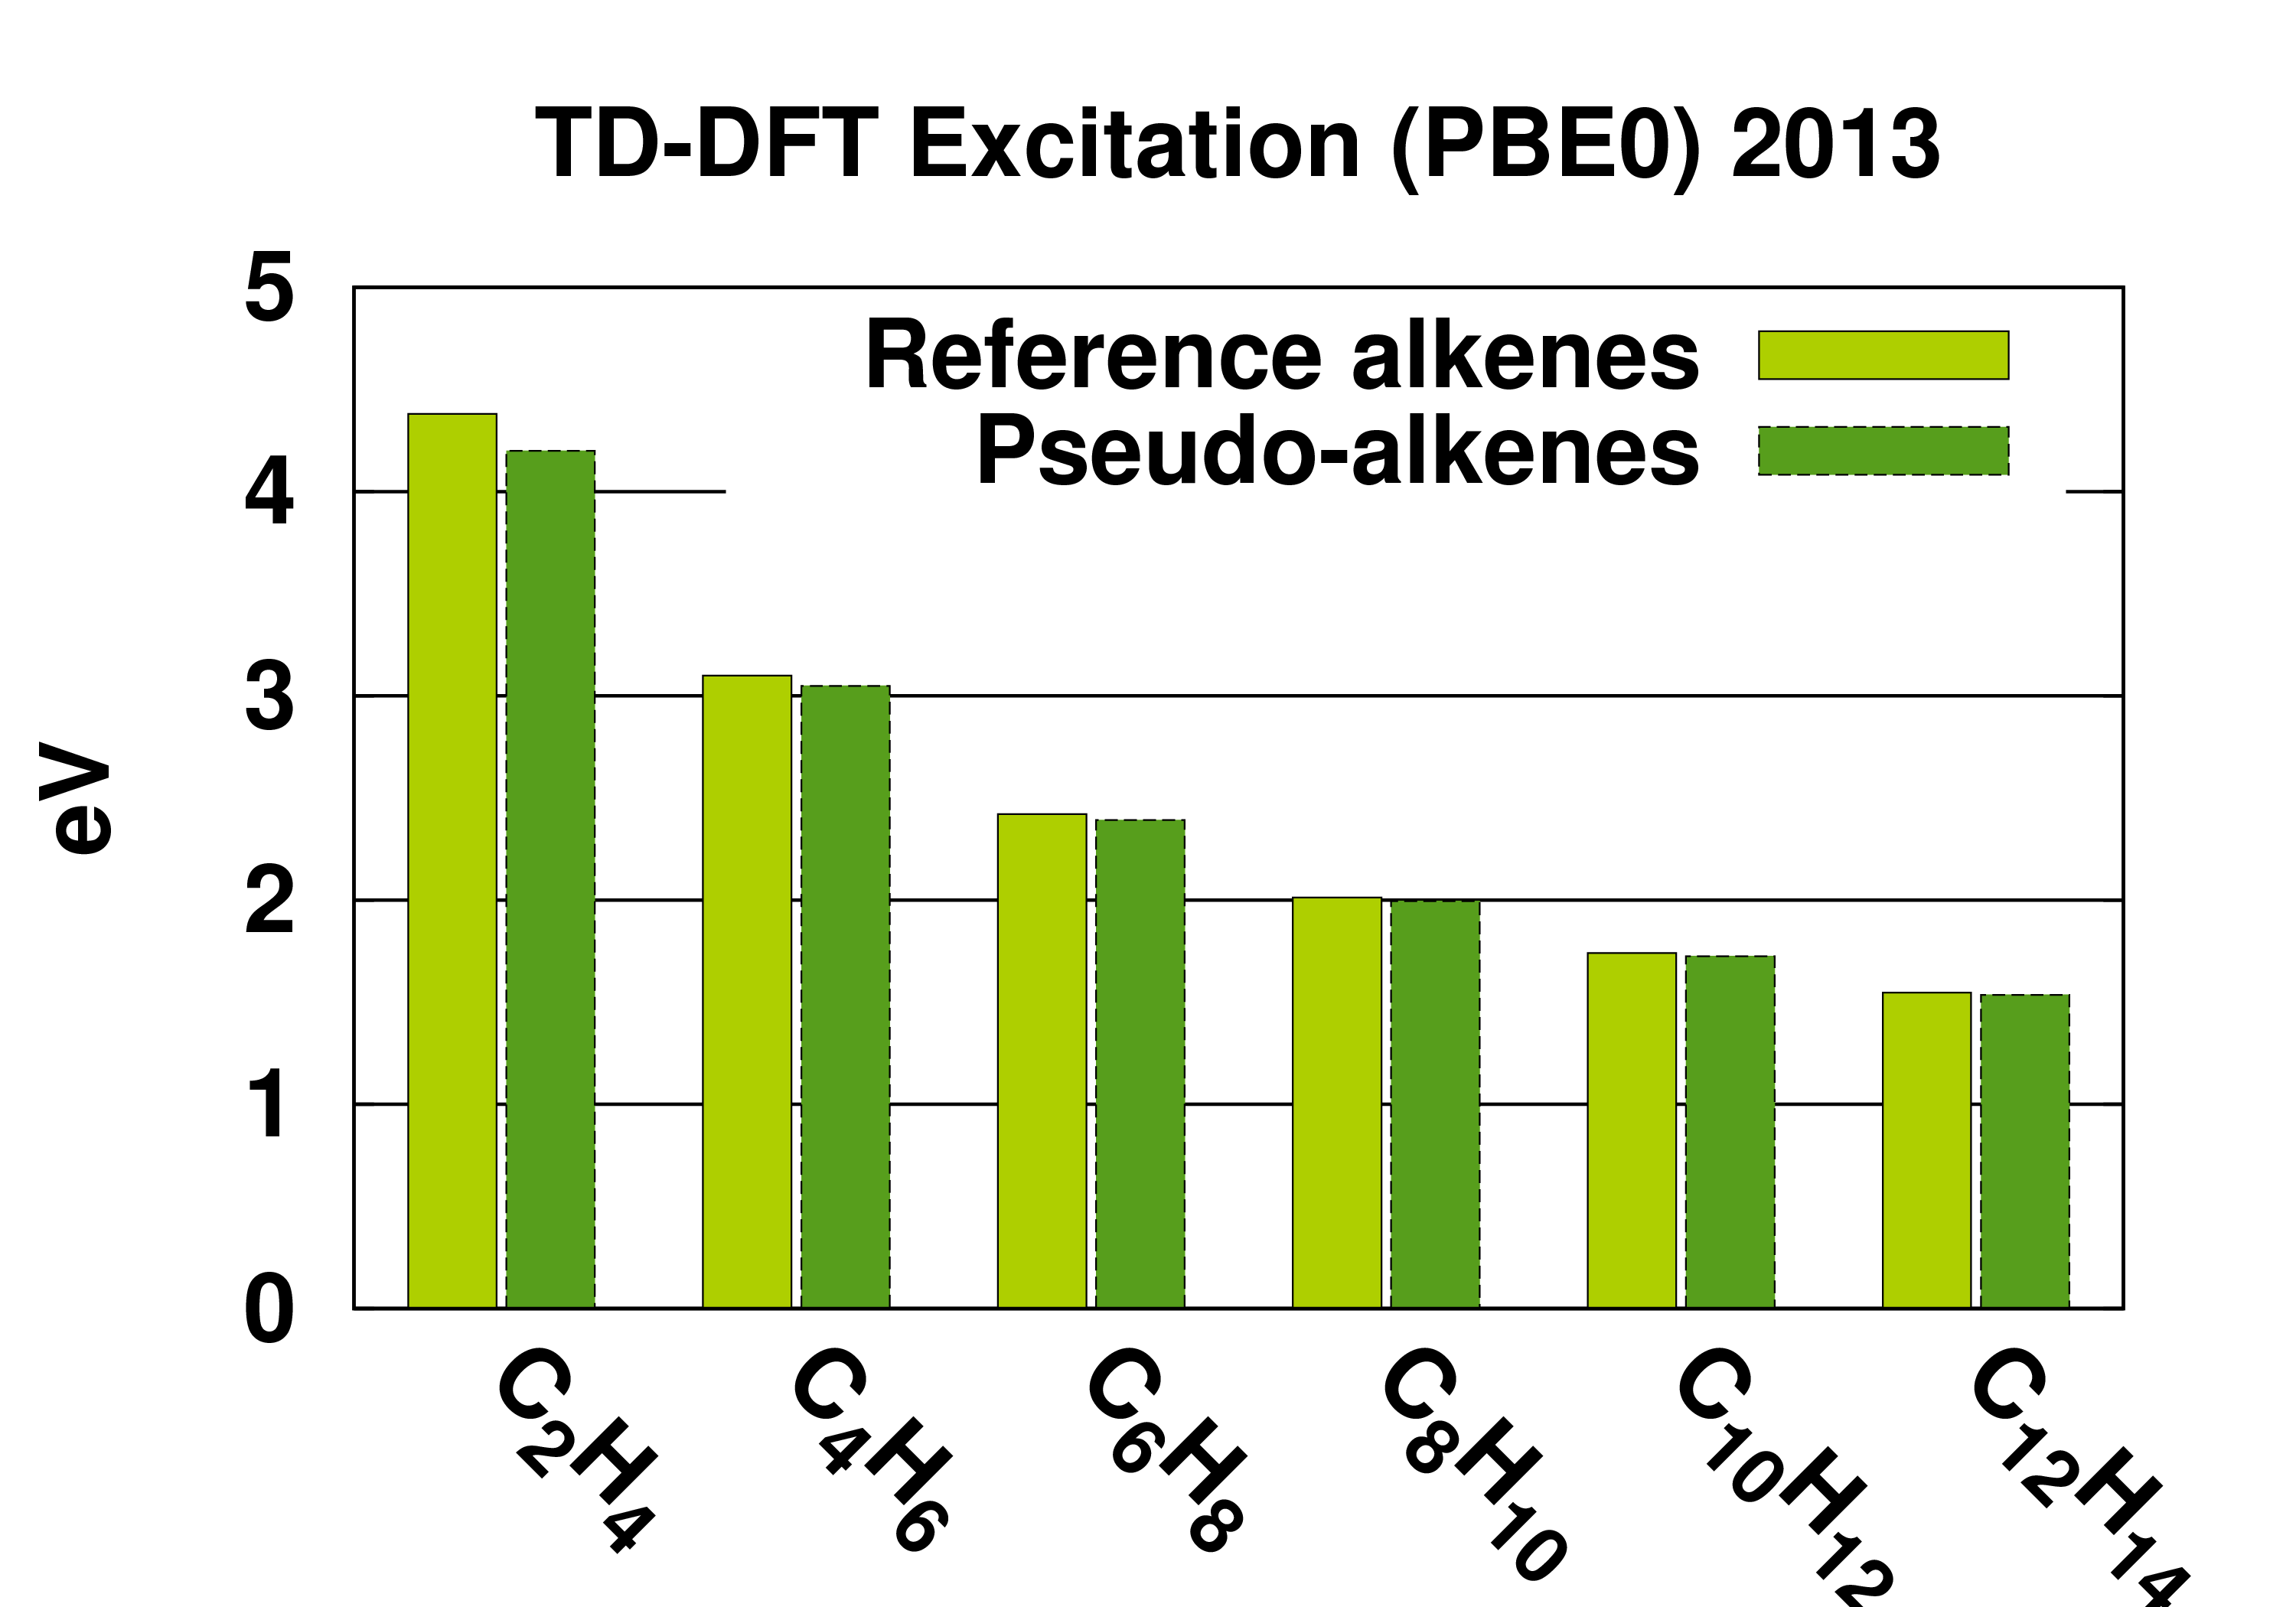 TD-DFT Excitation (PBE0) 2013
5
4
3
2
1
0
eV
Reference alkenes
Pseudo-alkenes
C₂H₄
C₄H₆
C₆H₈
C₈H₁₀
C₁₀H₁₂
C₁₂H₁₄